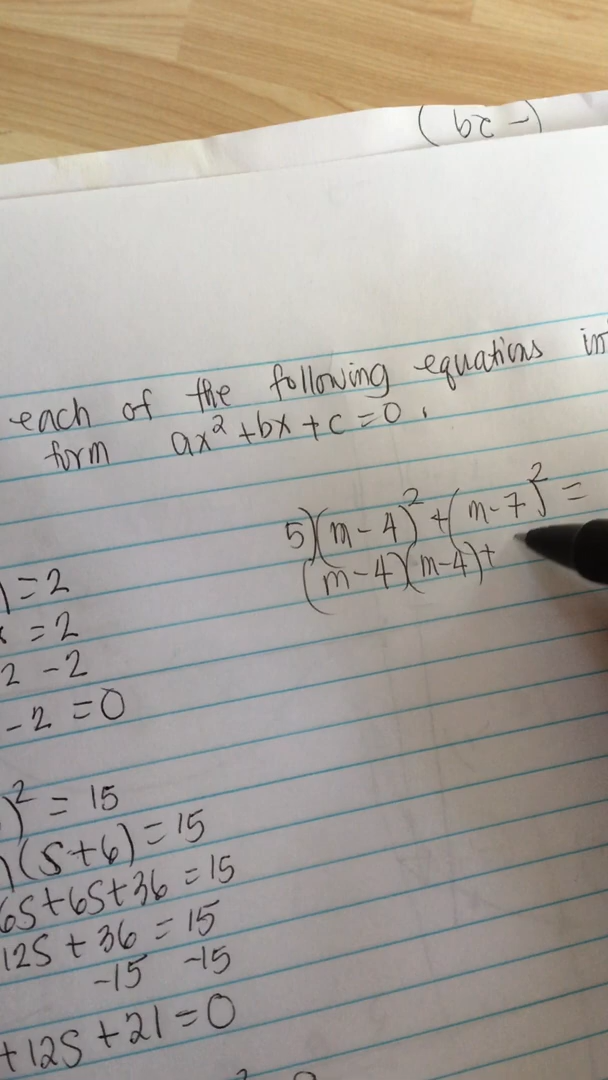 each of the following equations
form ax² + bx + c = 0.
) = 2
= 2
2 - 2
- 2 = 0
)² = 15
)(s+6) = 15
6s+6s+36 = 15
12s + 36 = 15
-15 -15
+12s +21 = 0
5) (m-4)² + (m-7)² =
(m-4)(m-4)+